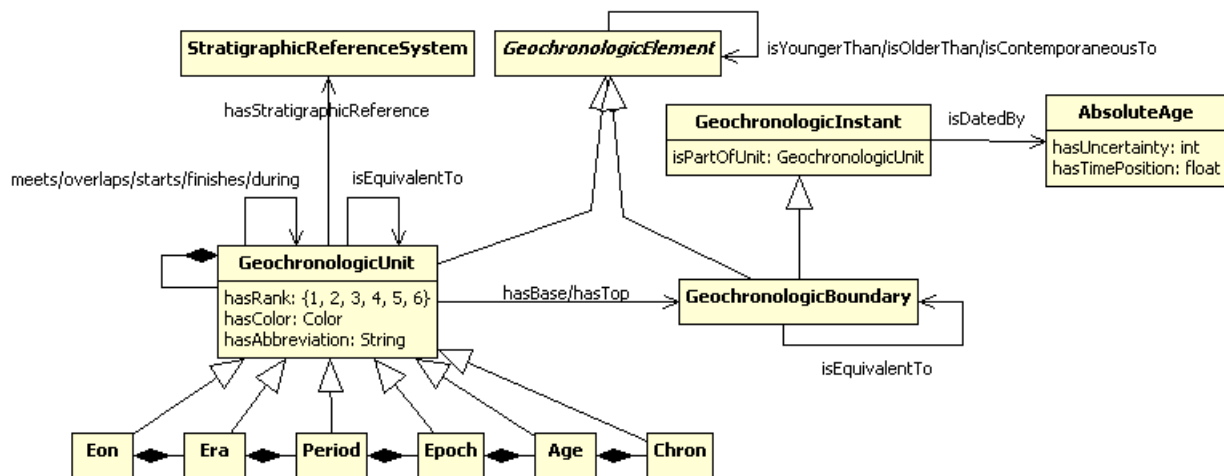 StratigraphicReferenceSystem
GeochronologicElement
isYoungerThan/isOlderThan/isContemporaneousTo
hasStratigraphicReference
GeochronologicInstant
isPartOfUnit: GeochronologicUnit
isDatedBy
AbsoluteAge
hasUncertainty: int
hasTimePosition: float
meets/overlaps/starts/finishes/during
isEquivalentTo
GeochronologicUnit
hasRank: {1, 2, 3, 4, 5, 6}
hasColor: Color
hasAbbreviation: String
hasBase/hasTop
GeochronologicBoundary
isEquivalentTo
Eon
Era
Period
Epoch
Age
Chron